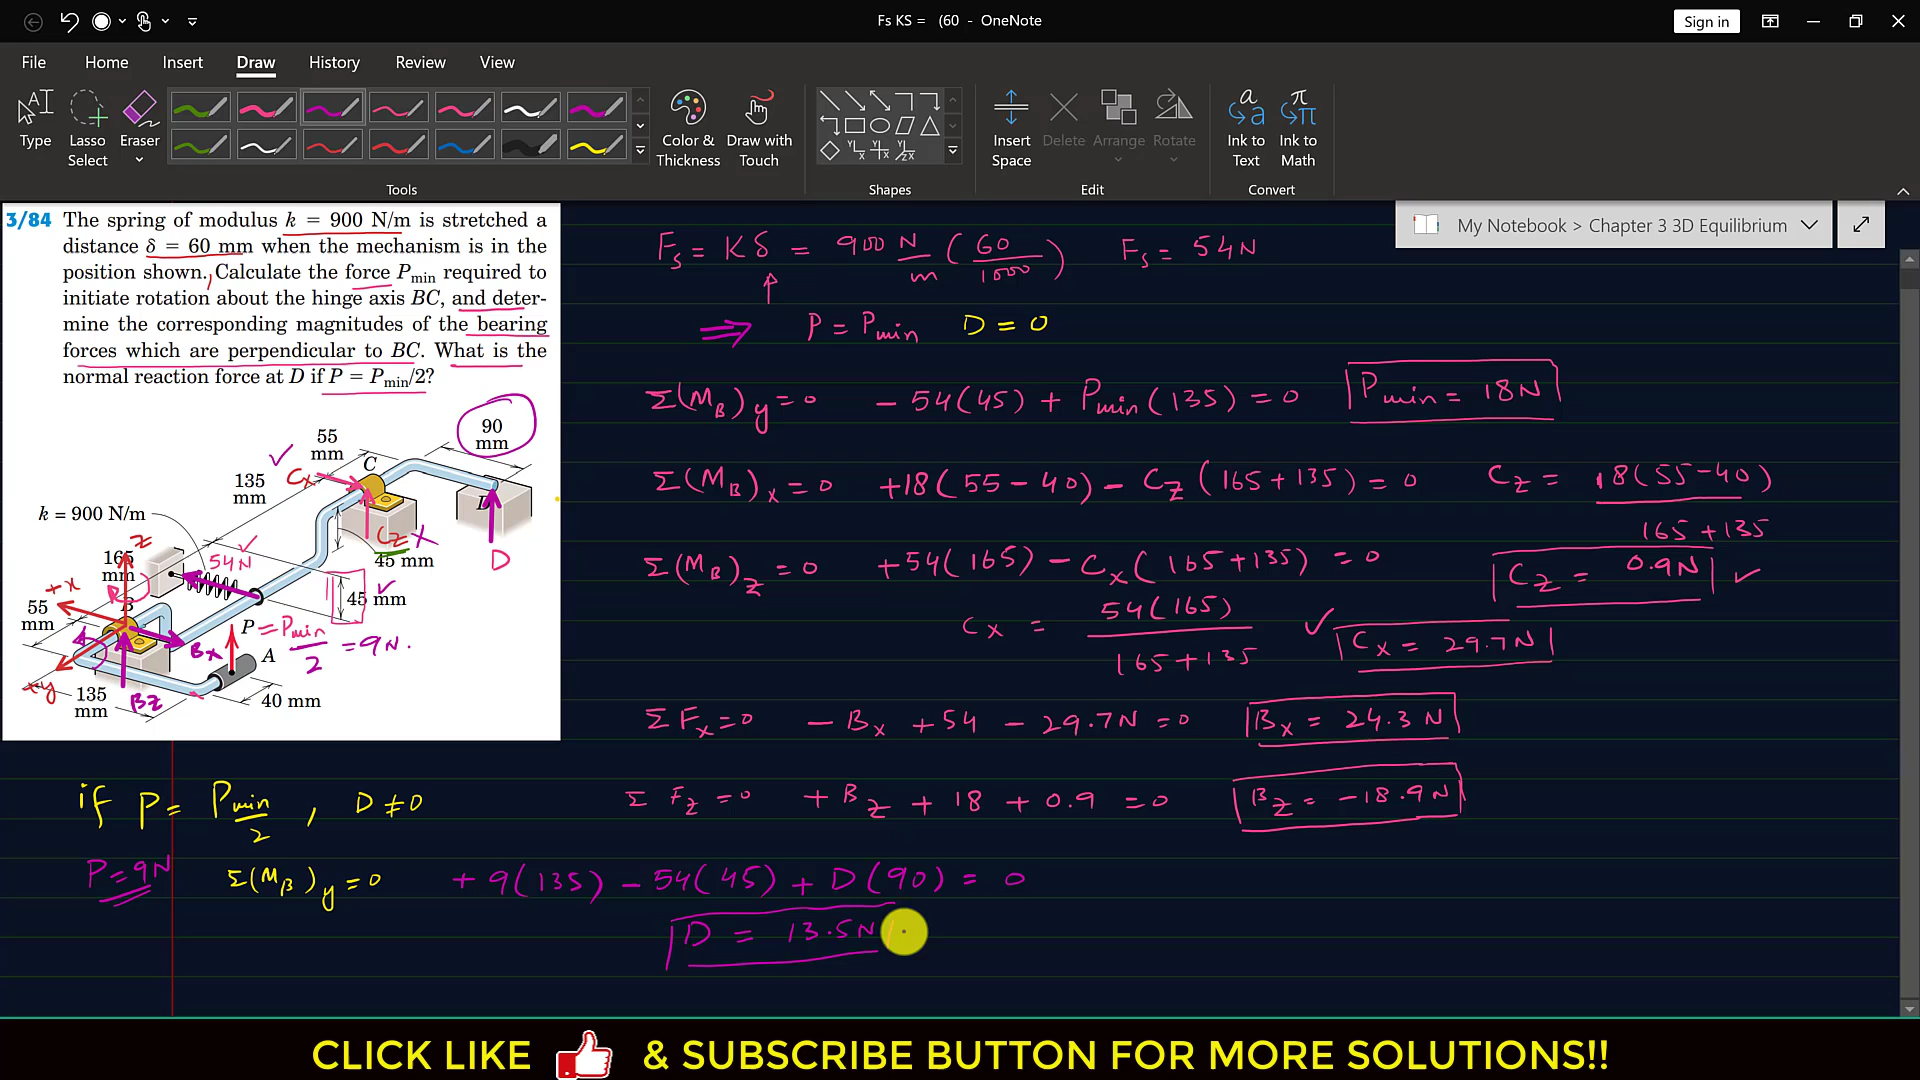 Fs KS = (60 - OneNote
Sign in
File Home Insert Draw History Review View
Type
Lasso Select
Eraser
Color & Thickness
Draw with Touch
Insert Space
Delete
Arrange
Rotate
Ink to Text
Ink to Math
Tools
Shapes
Edit
Convert
My Notebook > Chapter 3 3D Equilibrium
3/84 The spring of modulus k = 900 N/m is stretched a
distance δ = 60 mm when the mechanism is in the
position shown. Calculate the force Pmin required to
initiate rotation about the hinge axis BC, and deter-
mine the corresponding magnitudes of the bearing
forces which are perpendicular to BC. What is the
normal reaction force at D if P = Pmin/2?
90 mm
55 mm
C
135 mm
Cx
D
k = 900 N/m
Cz
165 mm
z
54N
45 mm
D
+x
B
45 mm
55 mm
P = Pmin/2 = 9N.
Bx
A
+y
135 mm
Bz
40 mm
Fs = Kδ = 900 N/m (60/1000) Fs = 54N
⇒ P = Pmin D = 0
Σ(MB)y = 0 - 54(45) + Pmin(135) = 0 Pmin = 18N
Σ(MB)x = 0 +18(55-40) - Cz(165+135) = 0 Cz = 18(55-40)/165+135
Σ(MB)z = 0 +54(165) - Cx(165+135) = 0 Cz = 0.9N ✓
Cx = 54(165)/165+135 ✓ Cx = 29.7N
ΣFx = 0 - Bx + 54 - 29.7N = 0 Bx = 24.3 N
Σ Fz = 0 + Bz + 18 + 0.9 = 0 Bz = -18.9N
if P = Pmin/2 , D ≠ 0
P = 9N Σ(MB)y = 0 + 9(135) - 54(45) + D(90) = 0
D = 13.5N
CLICK LIKE & SUBSCRIBE BUTTON FOR MORE SOLUTIONS!!